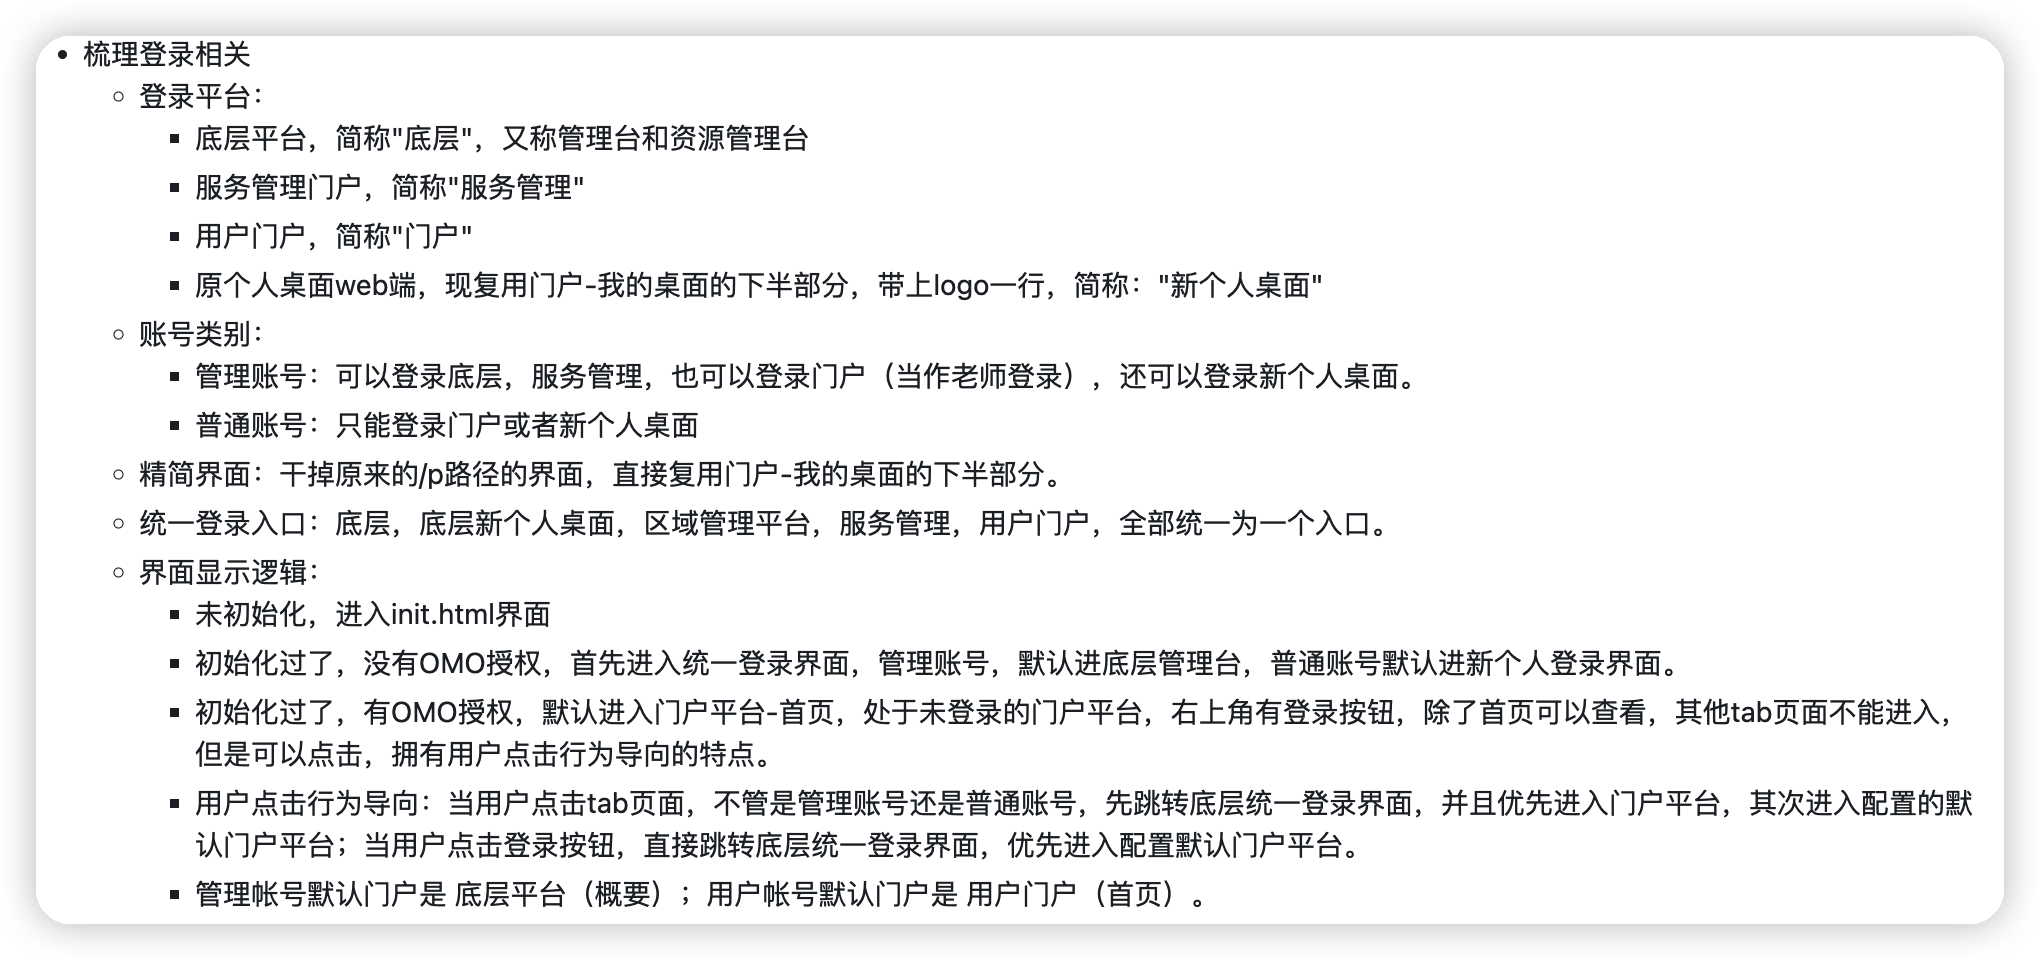 梳理登录相关
登录平台：
底层平台，简称"底层"，又称管理台和资源管理台
服务管理门户，简称"服务管理"
用户门户，简称"门户"
原个人桌面web端，现复用门户-我的桌面的下半部分，带上logo一行，简称："新个人桌面"
账号类别：
管理账号：可以登录底层，服务管理，也可以登录门户（当作老师登录），还可以登录新个人桌面。
普通账号：只能登录门户或者新个人桌面
精简界面：干掉原来的/p路径的界面，直接复用门户-我的桌面的下半部分。
统一登录入口：底层，底层新个人桌面，区域管理平台，服务管理，用户门户，全部统一为一个入口。
界面显示逻辑：
未初始化，进入init.html界面
初始化过了，没有OMO授权，首先进入统一登录界面，管理账号，默认进底层管理台，普通账号默认进新个人登录界面。
初始化过了，有OMO授权，默认进入门户平台-首页，处于未登录的门户平台，右上角有登录按钮，除了首页可以查看，其他tab页面不能进入，
但是可以点击，拥有用户点击行为导向的特点。
用户点击行为导向：当用户点击tab页面，不管是管理账号还是普通账号，先跳转底层统一登录界面，并且优先进入门户平台，其次进入配置的默
认门户平台；当用户点击登录按钮，直接跳转底层统一登录界面，优先进入配置默认门户平台。
管理帐号默认门户是 底层平台（概要）；用户帐号默认门户是 用户门户（首页）。